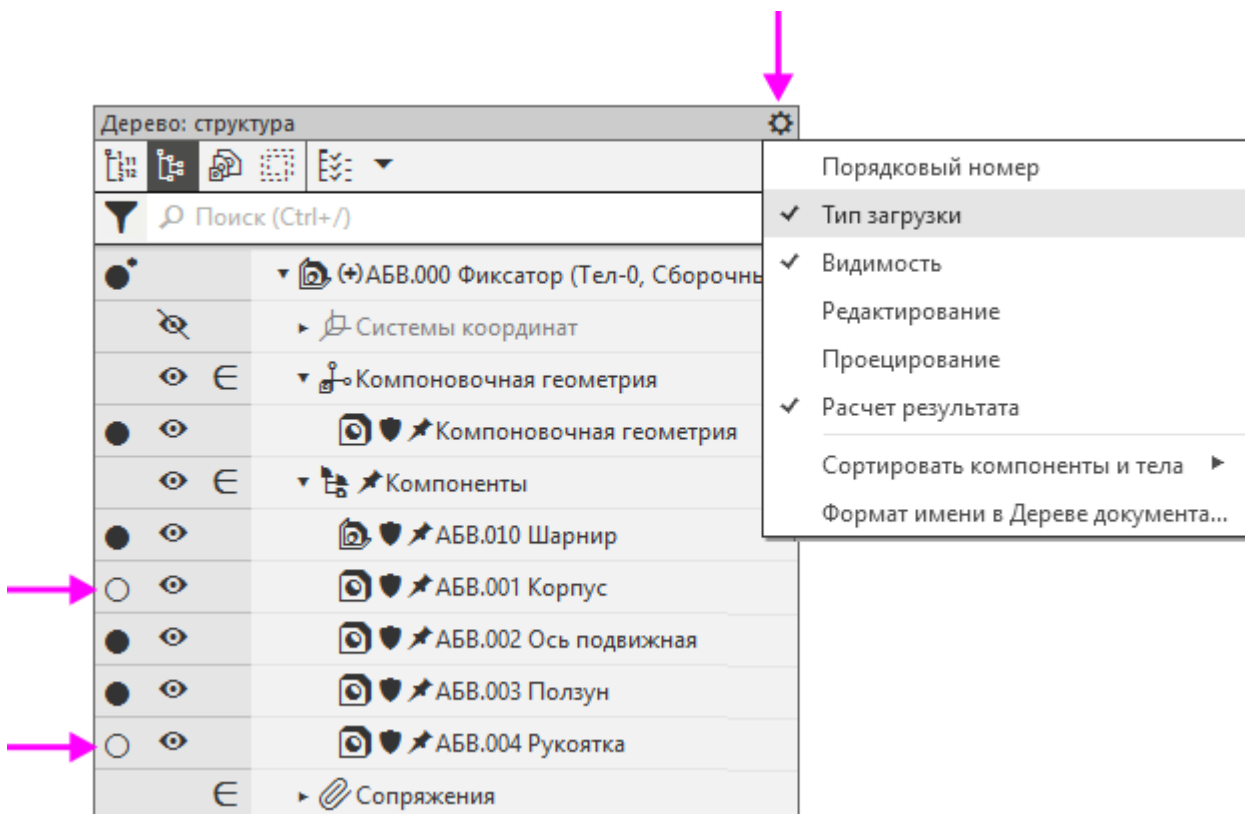 Дерево: структура
Поиск (Ctrl+/)
(+)АБВ.000 Фиксатор (Тел-0, Сборочны
Системы координат
Компоновочная геометрия
Компоновочная геометрия
Компоненты
АБВ.010 Шарнир
АБВ.001 Корпус
АБВ.002 Ось подвижная
АБВ.003 Ползун
АБВ.004 Рукоятка
Сопряжения
Порядковый номер
Тип загрузки
Видимость
Редактирование
Проецирование
Расчет результата
Сортировать компоненты и тела
Формат имени в Дереве документа...